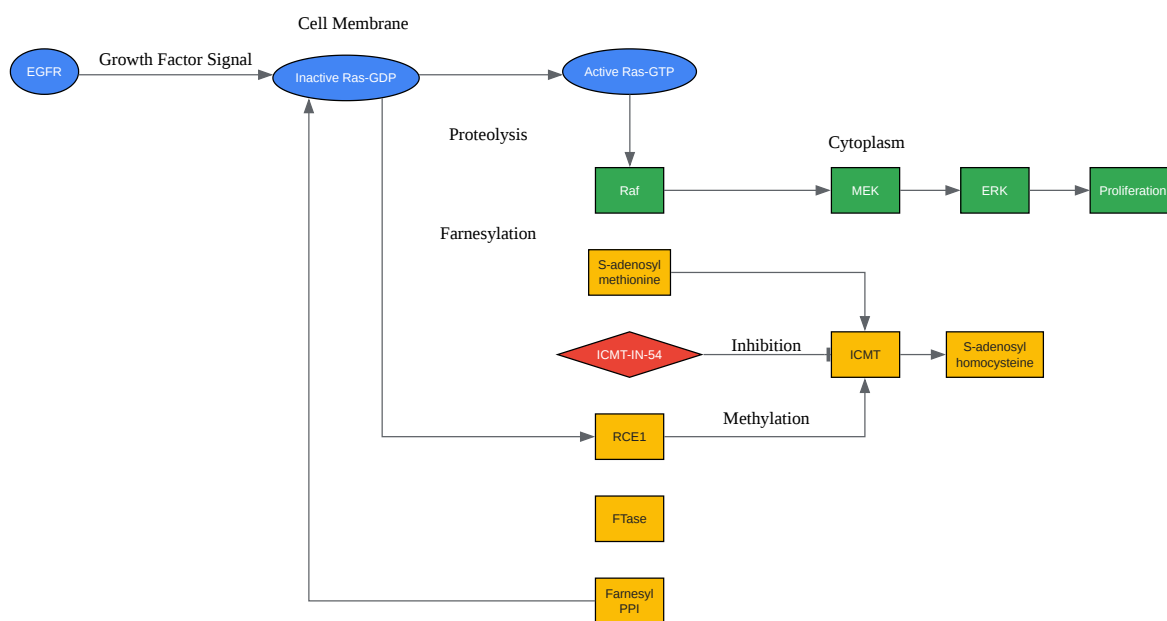 Cell Membrane
EGFR
Growth Factor Signal
Inactive Ras-GDP
Active Ras-GTP
Proteolysis
Cytoplasm
Raf
MEK
ERK
Proliferation
Farnesylation
S-adenosyl
methionine
ICMT-IN-54
Inhibition
ICMT
S-adenosyl
homocysteine
RCE1
Methylation
FTase
Farnesyl
PPI